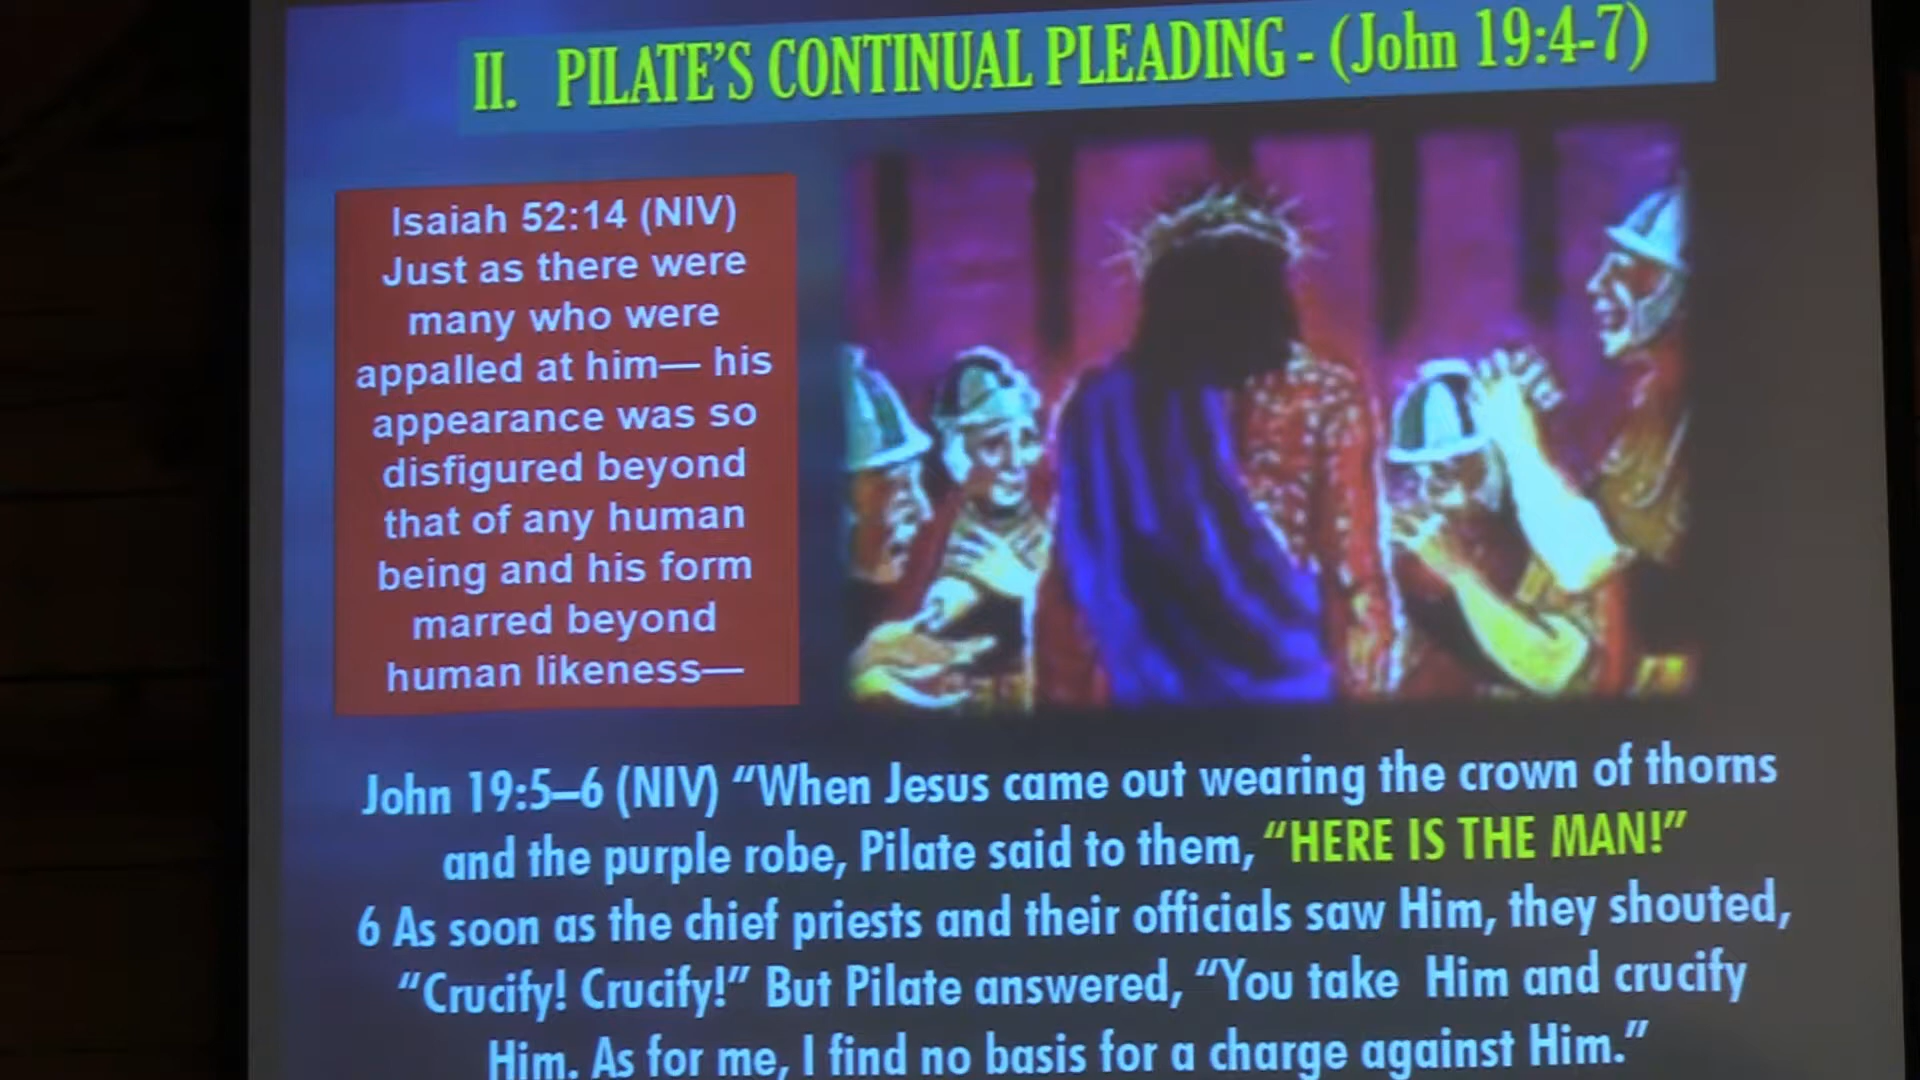 II. PILATE'S CONTINUAL PLEADING - (John 19:4-7)
Isaiah 52:14 (NIV)
Just as there were
many who were
appalled at him— his
appearance was so
disfigured beyond
that of any human
being and his form
marred beyond
human likeness—
John 19:5–6 (NIV) “When Jesus came out wearing the crown of thorns
and the purple robe, Pilate said to them, “HERE IS THE MAN!”
6 As soon as the chief priests and their officials saw Him, they shouted,
“Crucify! Crucify!” But Pilate answered, “You take Him and crucify
Him. As for me, I find no basis for a charge against Him.”